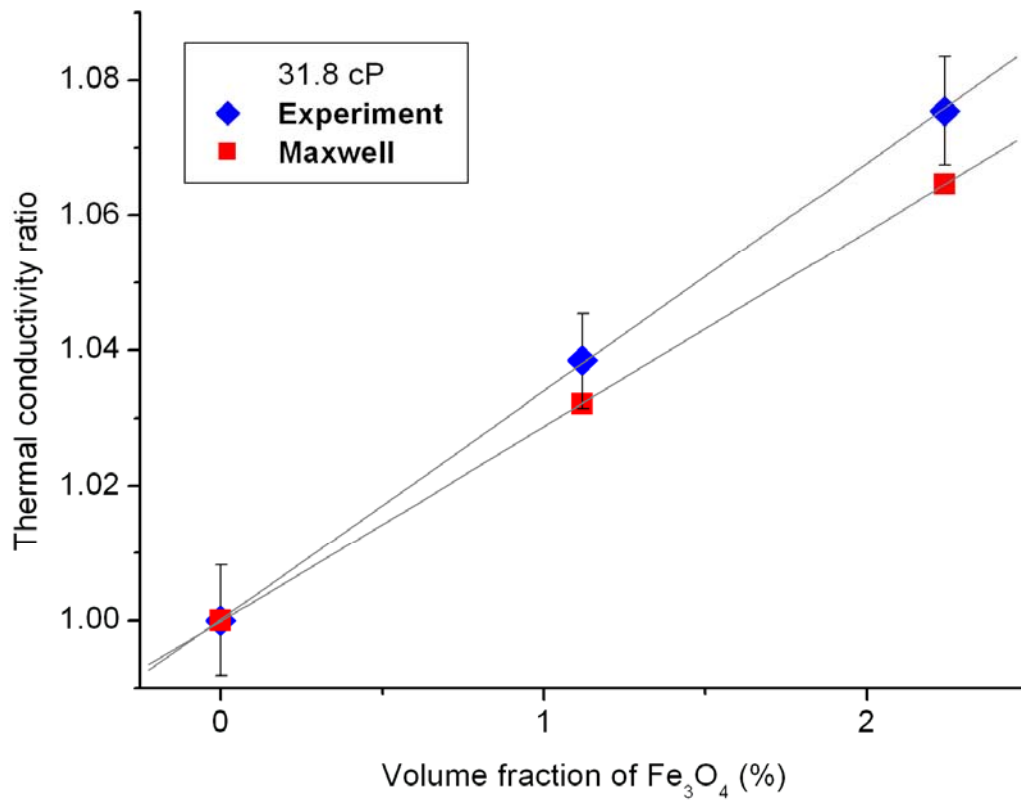 31.8 cP
Experiment
Maxwell
Thermal conductivity ratio
1.08
1.06
1.04
1.02
1.00
0 1 2
Volume fraction of Fe₃O₄ (%)